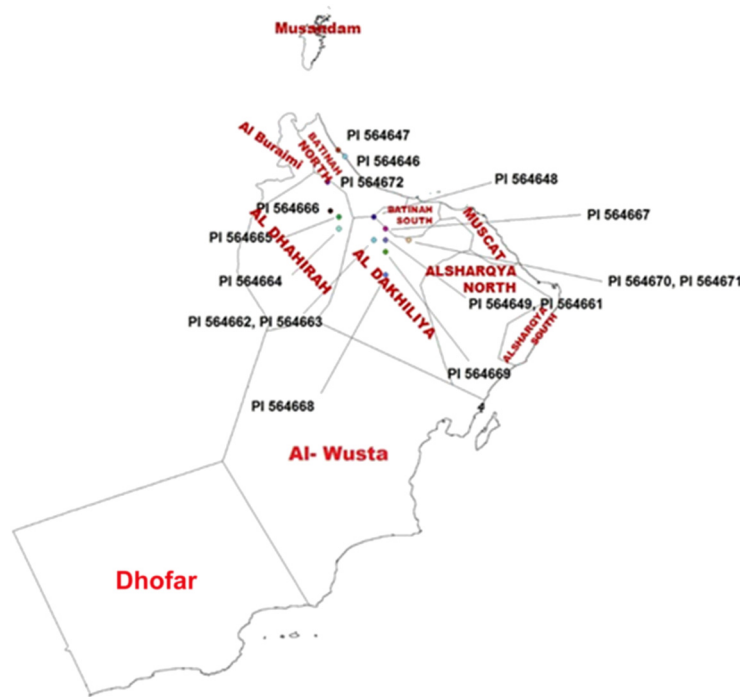 Musandam
PI 564647
Al Buraimi
BATINAH
NORTH
PI 564646
PI 564672
PI 564648
PI 564666
BATINAH
SOUTH
MUSCAT
PI 564667
PI 564665
AL DHAHIRAH
AL DAKHILIYA
ALSHARQYA
NORTH
PI 564664
PI 564670, PI 564671
PI 564649, PI 564661
PI 564662, PI 564663
ALSHARQYA
SOUTH
PI 564669
PI 564668
4
Al- Wusta
Dhofar